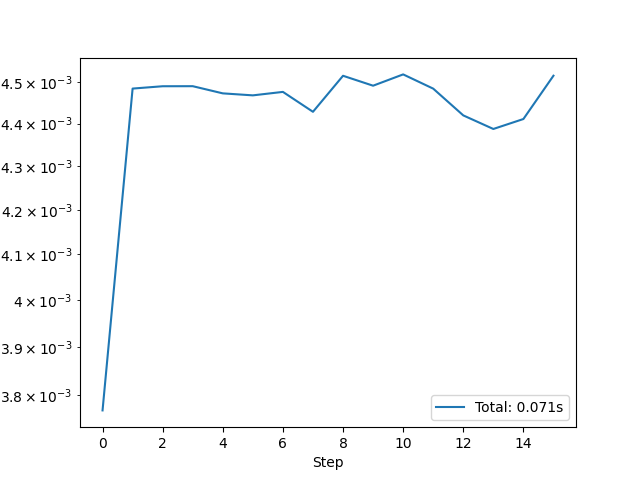 4.5 × 10⁻³
4.4 × 10⁻³
4.3 × 10⁻³
4.2 × 10⁻³
4.1 × 10⁻³
4 × 10⁻³
3.9 × 10⁻³
3.8 × 10⁻³
Total: 0.071s
0 2 4 6 8 10 12 14
Step